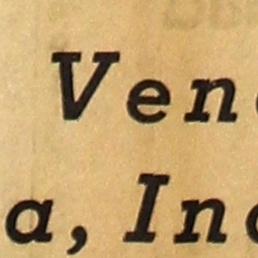 Ven
a, In